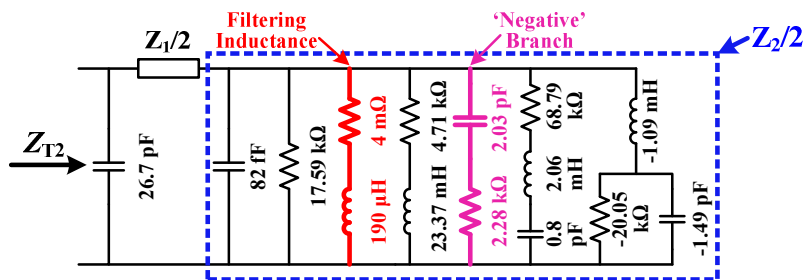 Filtering
Inductance
‘Negative’
Branch
Z2/2
Z1/2
ZT2
26.7 pF
82 fF
17.59 kΩ
4 mΩ
190 μH
4.71 kΩ
23.37 mH
2.03 pF
2.28 kΩ
68.79
kΩ
2.06
mH
0.8
pF
-1.09 mH
-20.05
kΩ
-1.49 pF